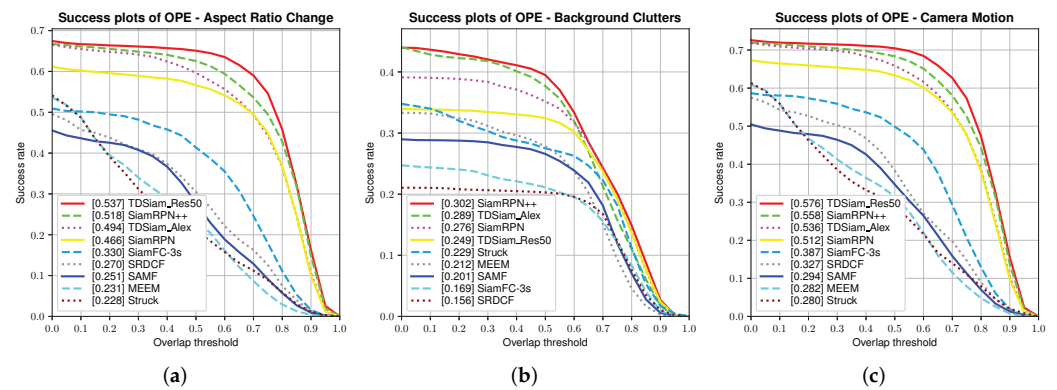 Success plots of OPE - Aspect Ratio Change
0.7
0.6
0.5
0.4
0.3
0.2
0.1
0.0
Success rate
[0.537] TDSiam_Res50
[0.518] SiamRPN++
[0.494] TDSiam_Alex
[0.466] SiamRPN
[0.330] SiamFC-3s
[0.270] SRDCF
[0.251] SAMF
[0.231] MEEM
[0.228] Struck
0.0 0.1 0.2 0.3 0.4 0.5 0.6 0.7 0.8 0.9 1.0
Overlap threshold
(a)
Success plots of OPE - Background Clutters
0.4
0.3
0.2
0.1
0.0
Success rate
[0.302] SiamRPN++
[0.289] TDSiam_Alex
[0.276] SiamRPN
[0.249] TDSiam_Res50
[0.229] Struck
[0.212] MEEM
[0.201] SAMF
[0.169] SiamFC-3s
[0.156] SRDCF
0.0 0.1 0.2 0.3 0.4 0.5 0.6 0.7 0.8 0.9 1.0
Overlap threshold
(b)
Success plots of OPE - Camera Motion
0.7
0.6
0.5
0.4
0.3
0.2
0.1
0.0
Success rate
[0.576] TDSiam_Res50
[0.558] SiamRPN++
[0.536] TDSiam_Alex
[0.512] SiamRPN
[0.387] SiamFC-3s
[0.327] SRDCF
[0.294] SAMF
[0.282] MEEM
[0.280] Struck
0.0 0.1 0.2 0.3 0.4 0.5 0.6 0.7 0.8 0.9 1.0
Overlap threshold
(c)